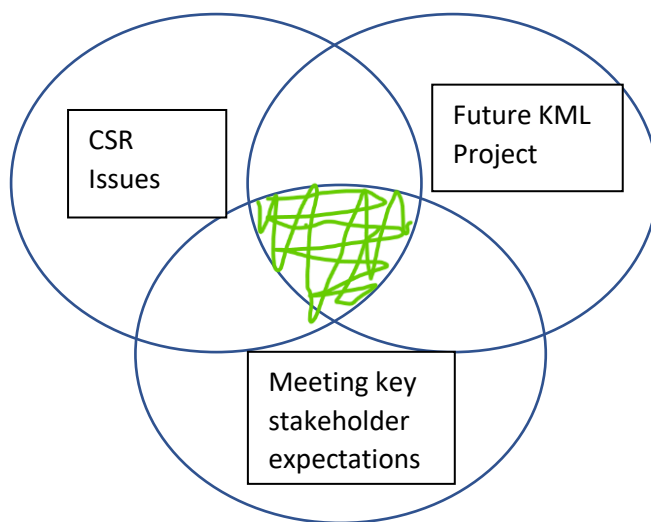 CSR
Issues
Future KML
Project
Meeting key
stakeholder
expectations